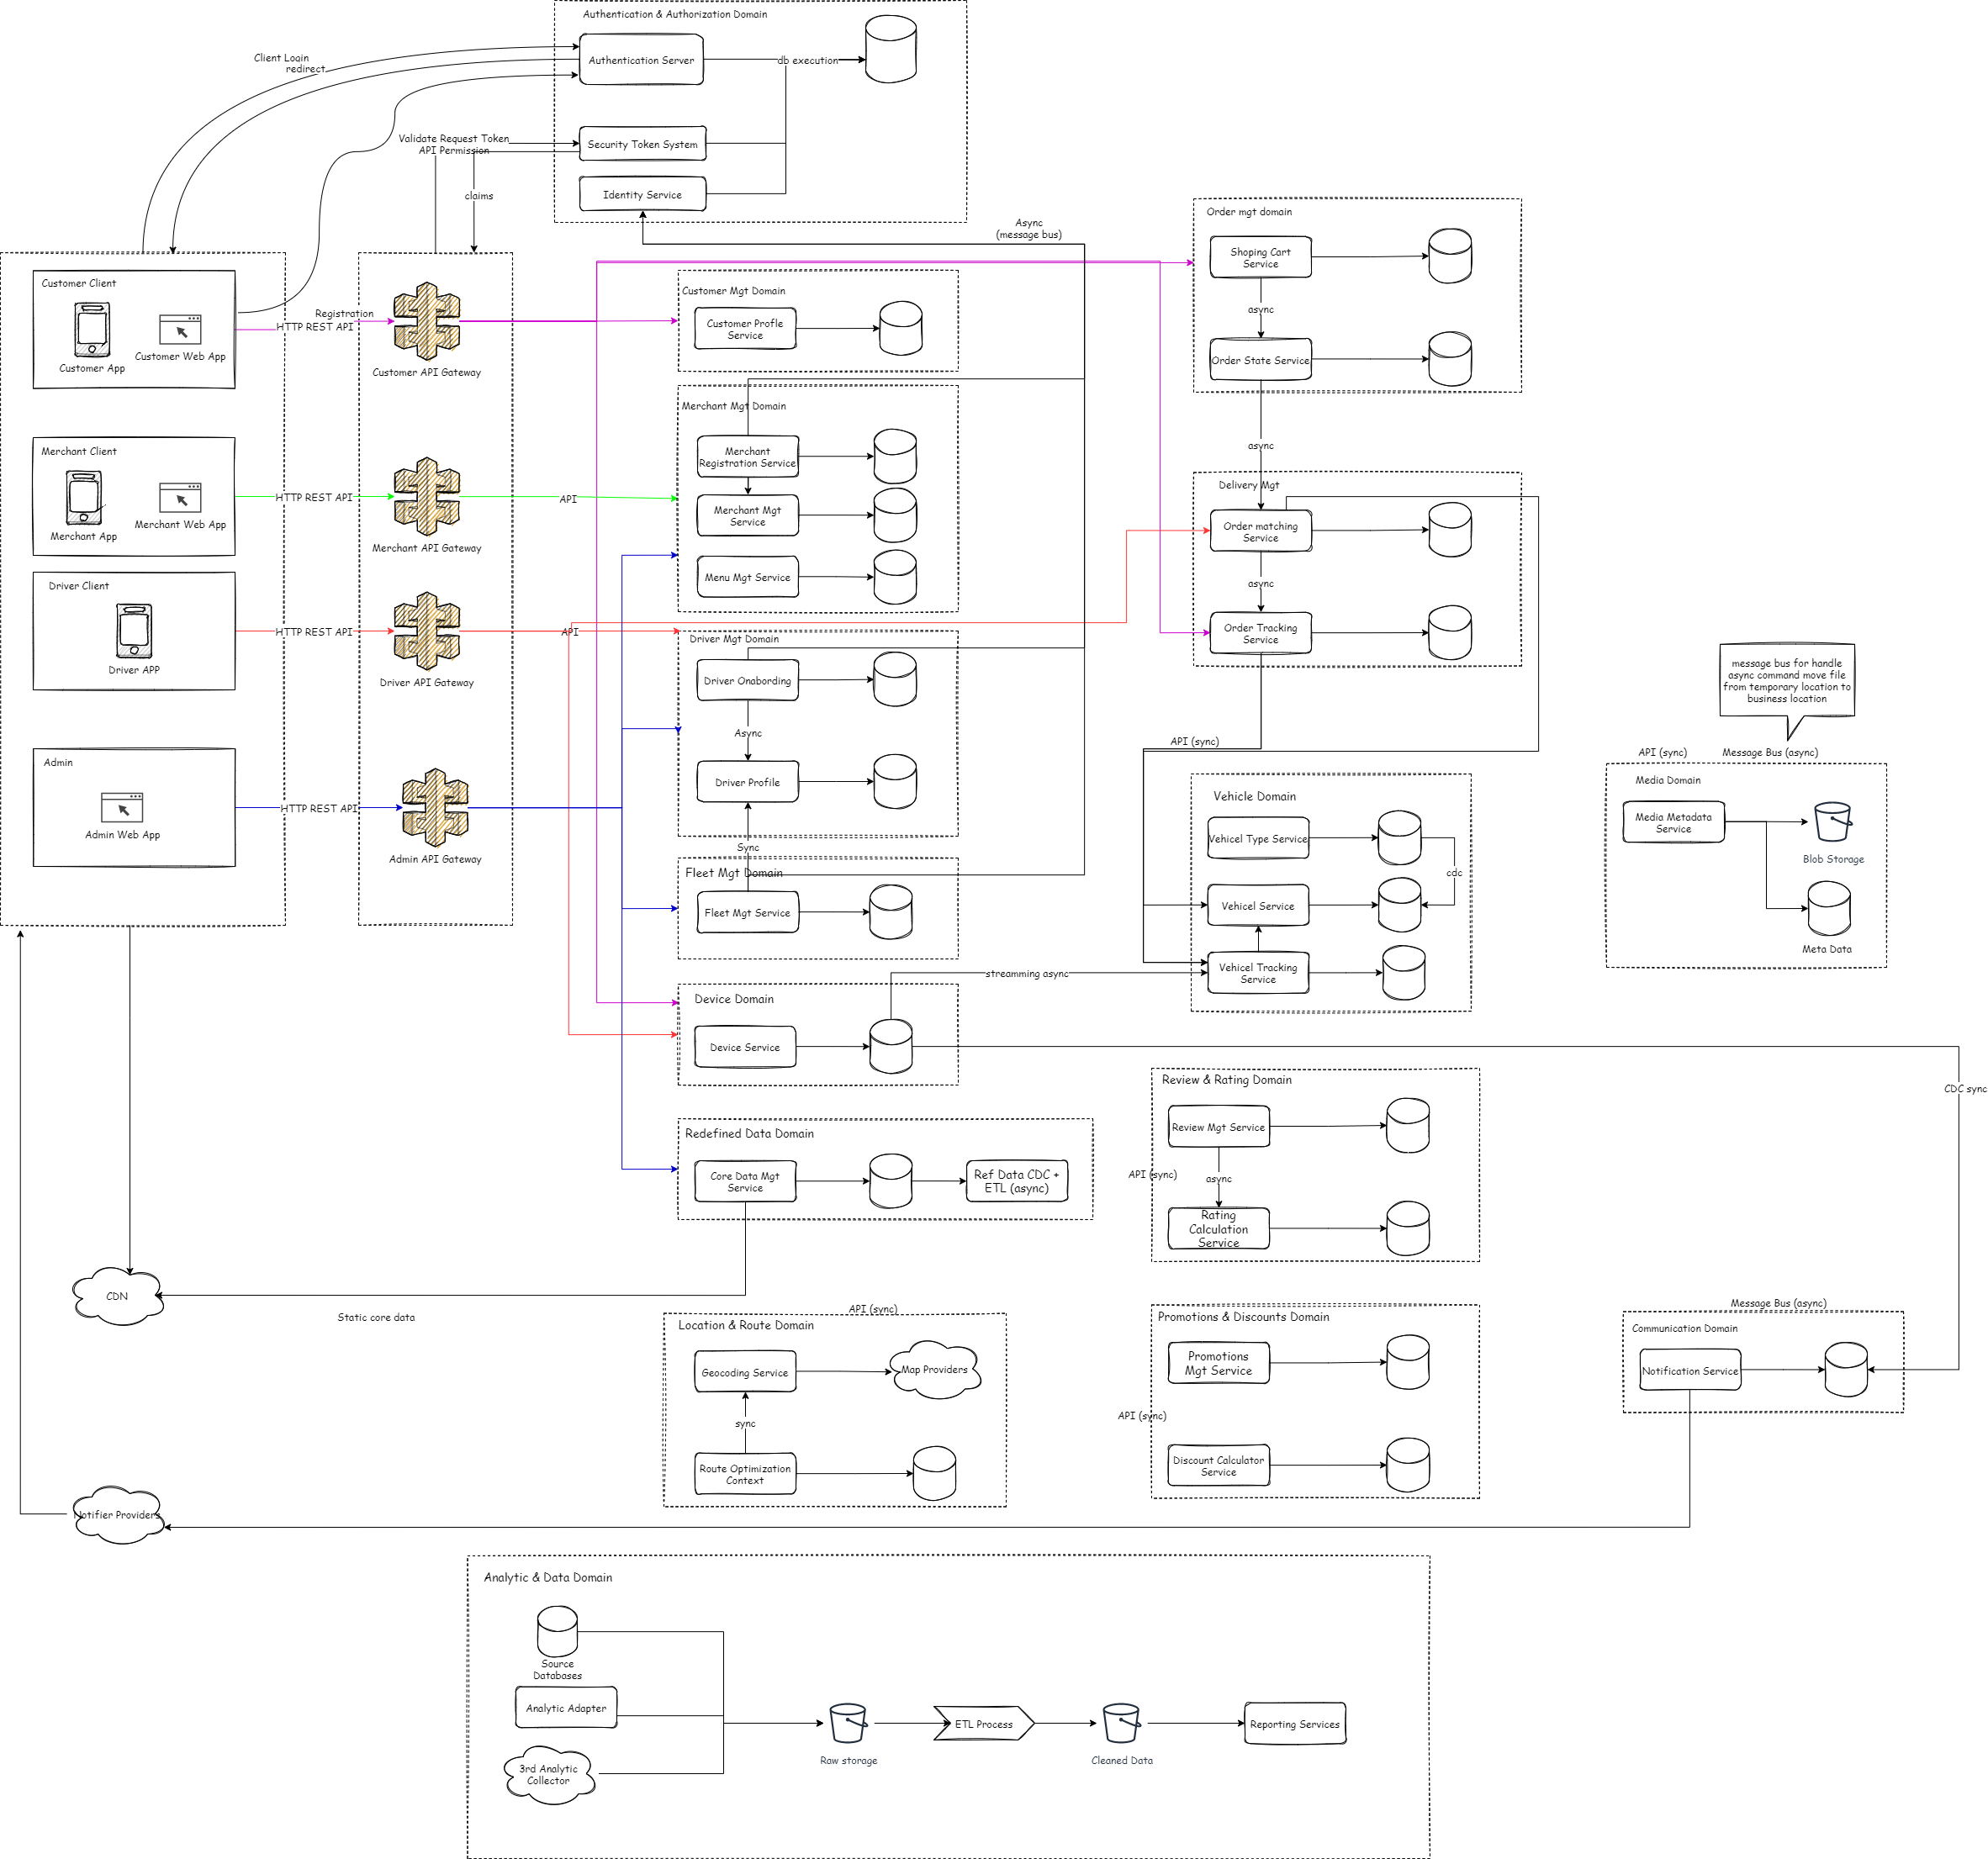 Authentication & Authorization Domain
Client Loain
redirect
Authentication Server
db execution
Validate Request Token
API Permission
Security Token System
claims
Identity Service
Async
(message bus)
Order mgt domain
Shoping Cart
Service
async
Order State Service
async
Customer Client
Customer App
Customer Web App
Registration
HTTP REST API
Customer API Gateway
Customer Mgt Domain
Customer Profle
Service
Merchant Client
Merchant App
Merchant Web App
HTTP REST API
Merchant API Gateway
API
Merchant Mgt Domain
Merchant
Registration Service
Merchant Mgt
Service
Menu Mgt Service
Delivery Mgt
Order matching
Service
async
Order Tracking
Service
Driver Client
Driver APP
HTTP REST API
Driver API Gateway
API
Driver Mgt Domain
Driver Onabording
Async
Driver Profile
Sync
API (sync)
message bus for handle
async command move file
from temporary location to
business location
API (sync)
Message Bus (async)
Media Domain
Media Metadata
Service
Blob Storage
Meta Data
Admin
Admin Web App
HTTP REST API
Admin API Gateway
Fleet Mgt Domain
Fleet Mgt Service
Vehicle Domain
Vehicel Type Service
cdc
Vehicel Service
Vehicel Tracking
Service
streamming async
Device Domain
Device Service
CDC sync
Redefined Data Domain
Core Data Mgt
Service
Ref Data CDC +
ETL (async)
Review & Rating Domain
Review Mgt Service
API (sync)
async
Rating
Calculation
Service
CDN
Static core data
API (sync)
Location & Route Domain
Geocoding Service
Map Providers
sync
Route Optimization
Context
Promotions & Discounts Domain
Promotions
Mgt Service
API (sync)
Discount Calculator
Service
Message Bus (async)
Communication Domain
Notification Service
Notifier Providers
Analytic & Data Domain
Source
Databases
Analytic Adapter
3rd Analytic
Collector
Raw storage
ETL Process
Cleaned Data
Reporting Services